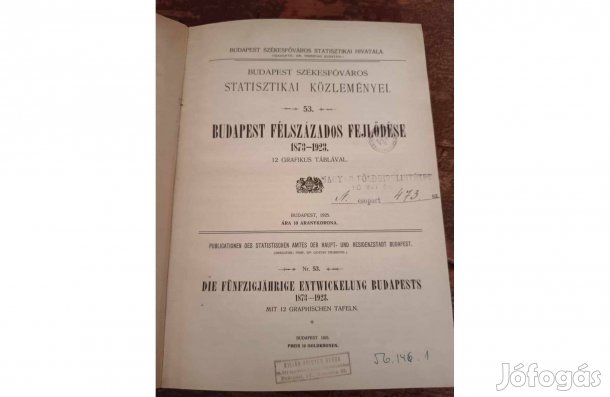 BUDAPEST SZÉKESFŐVÁROS STATISZTIKAI HIVATALA.
BUDAPEST SZÉKESFŐVÁROS
STATISZTIKAI KÖZLEMÉNYEI.
53.
BUDAPEST FÉLSZÁZADOS FEJLŐDÉSE
1873—1923.
12 GRAFIKUS TÁBLÁVAL.
A. csoport 473
BUDAPEST, 1925.
ÁRA 10 ARANYKORONA.
PUBLICATIONEN DES STATISTISCHEN AMTES DER HAUPT- UND RESIDENZSTADT BUDAPEST.
Nr. 53.
DIE FÜNFZIGJÄHRIGE ENTWICKELUNG BUDAPESTS
1873—1923.
MIT 12 GRAPHISCHEN TAFELN.
BUDAPEST 1925.
PREIS 10 GOLDKRONEN.
56.146.1
Jófogás